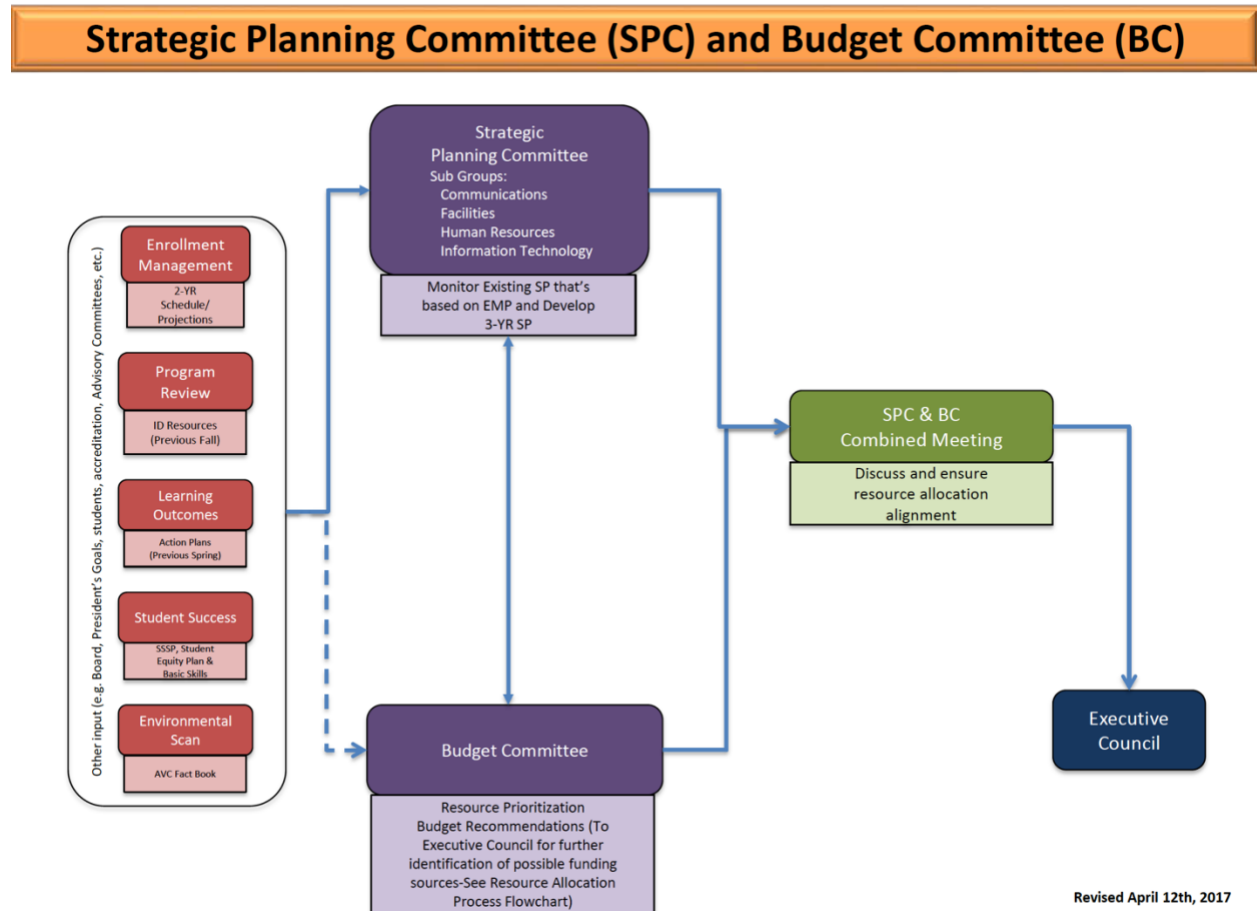 Strategic Planning Committee (SPC) and Budget Committee (BC)
Other input (e.g. Board, President's Goals, students, accreditation, Advisory Committees, etc.)
Enrollment
Management
2-YR
Schedule/
Projections
Program
Review
ID Resources
(Previous Fall)
Learning
Outcomes
Action Plans
(Previous Spring)
Student Success
SSSP, Student
Equity Plan &
Basic Skills
Environmental
Scan
AVC Fact Book
Strategic
Planning Committee
Sub Groups:
Communications
Facilities
Human Resources
Information Technology
Monitor Existing SP that's
based on EMP and Develop
3-YR SP
Budget Committee
Resource Prioritization
Budget Recommendations (To
Executive Council for further
identification of possible funding
sources-See Resource Allocation
Process Flowchart)
SPC & BC
Combined Meeting
Discuss and ensure
resource allocation
alignment
Executive
Council
Revised April 12th, 2017